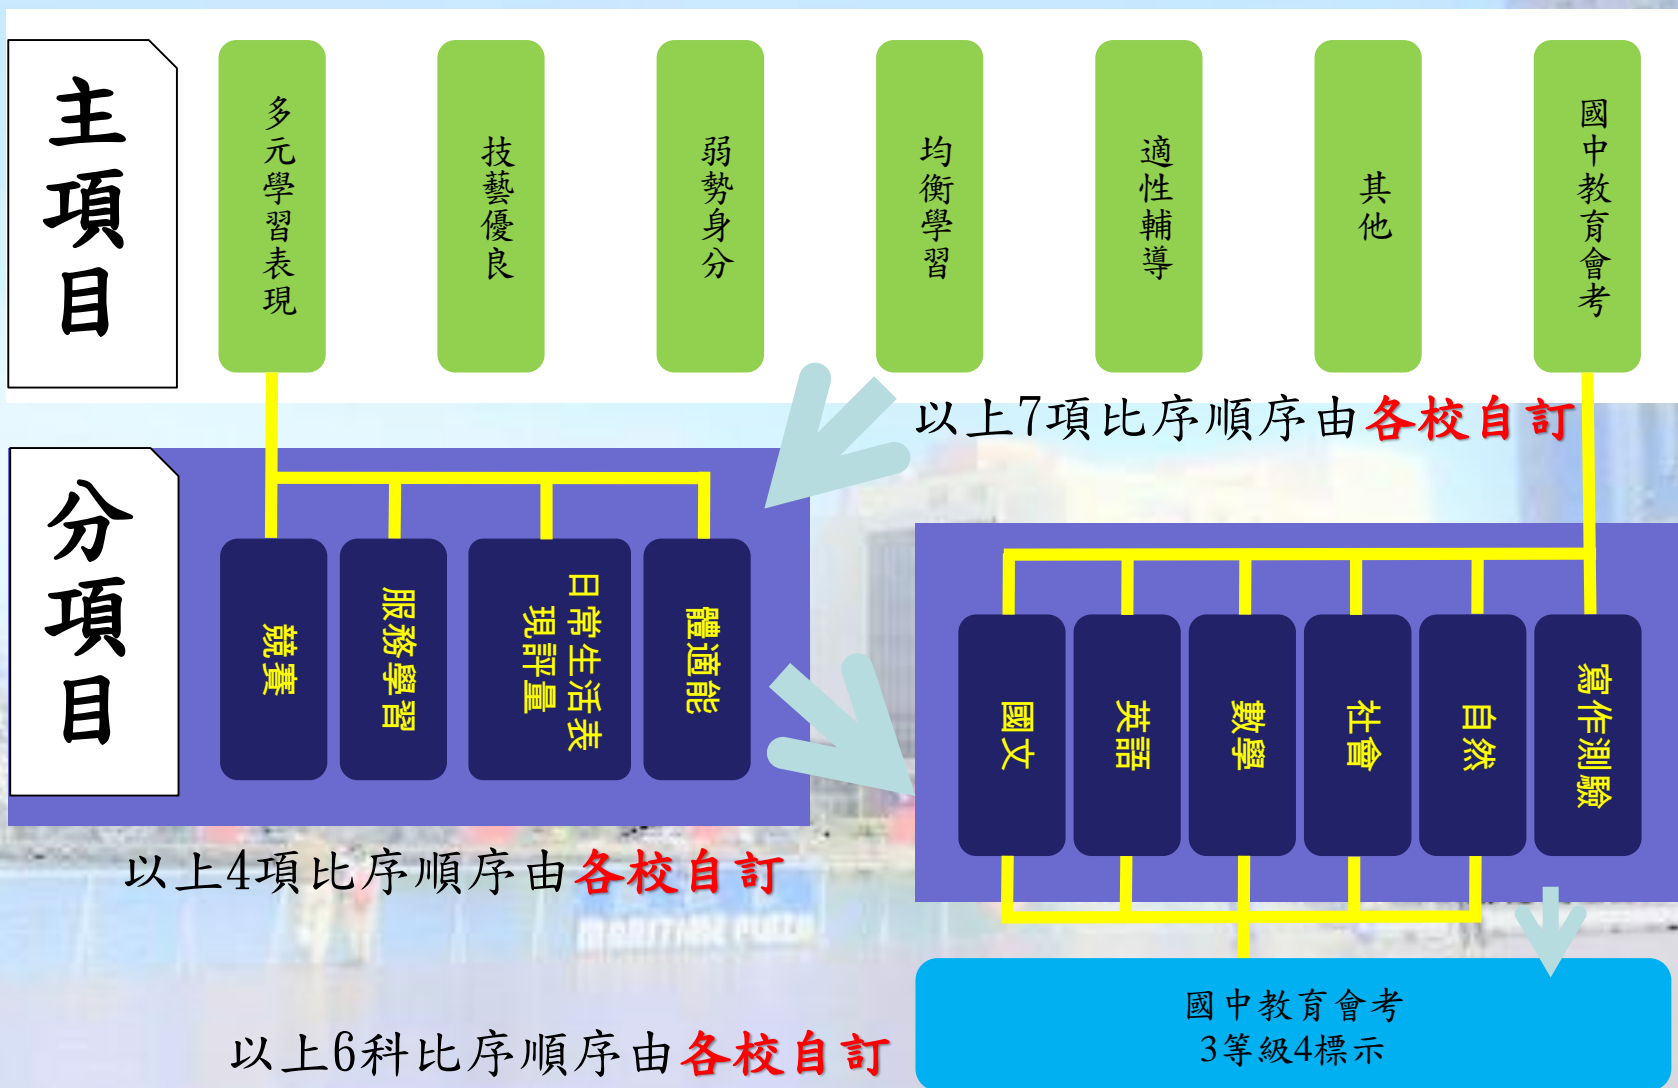 主項目
多元學習表現
技藝優良
弱勢身分
均衡學習
適性輔導
其他
國中教育會考
以上7項比序順序由各校自訂
分項目
競賽
服務學習
日常生活表
現評量
體適能
國文
英語
數學
社會
自然
寫作測驗
以上4項比序順序由各校自訂
MARITIME PLAZA
國中教育會考
3等級4標示
以上6科比序順序由各校自訂